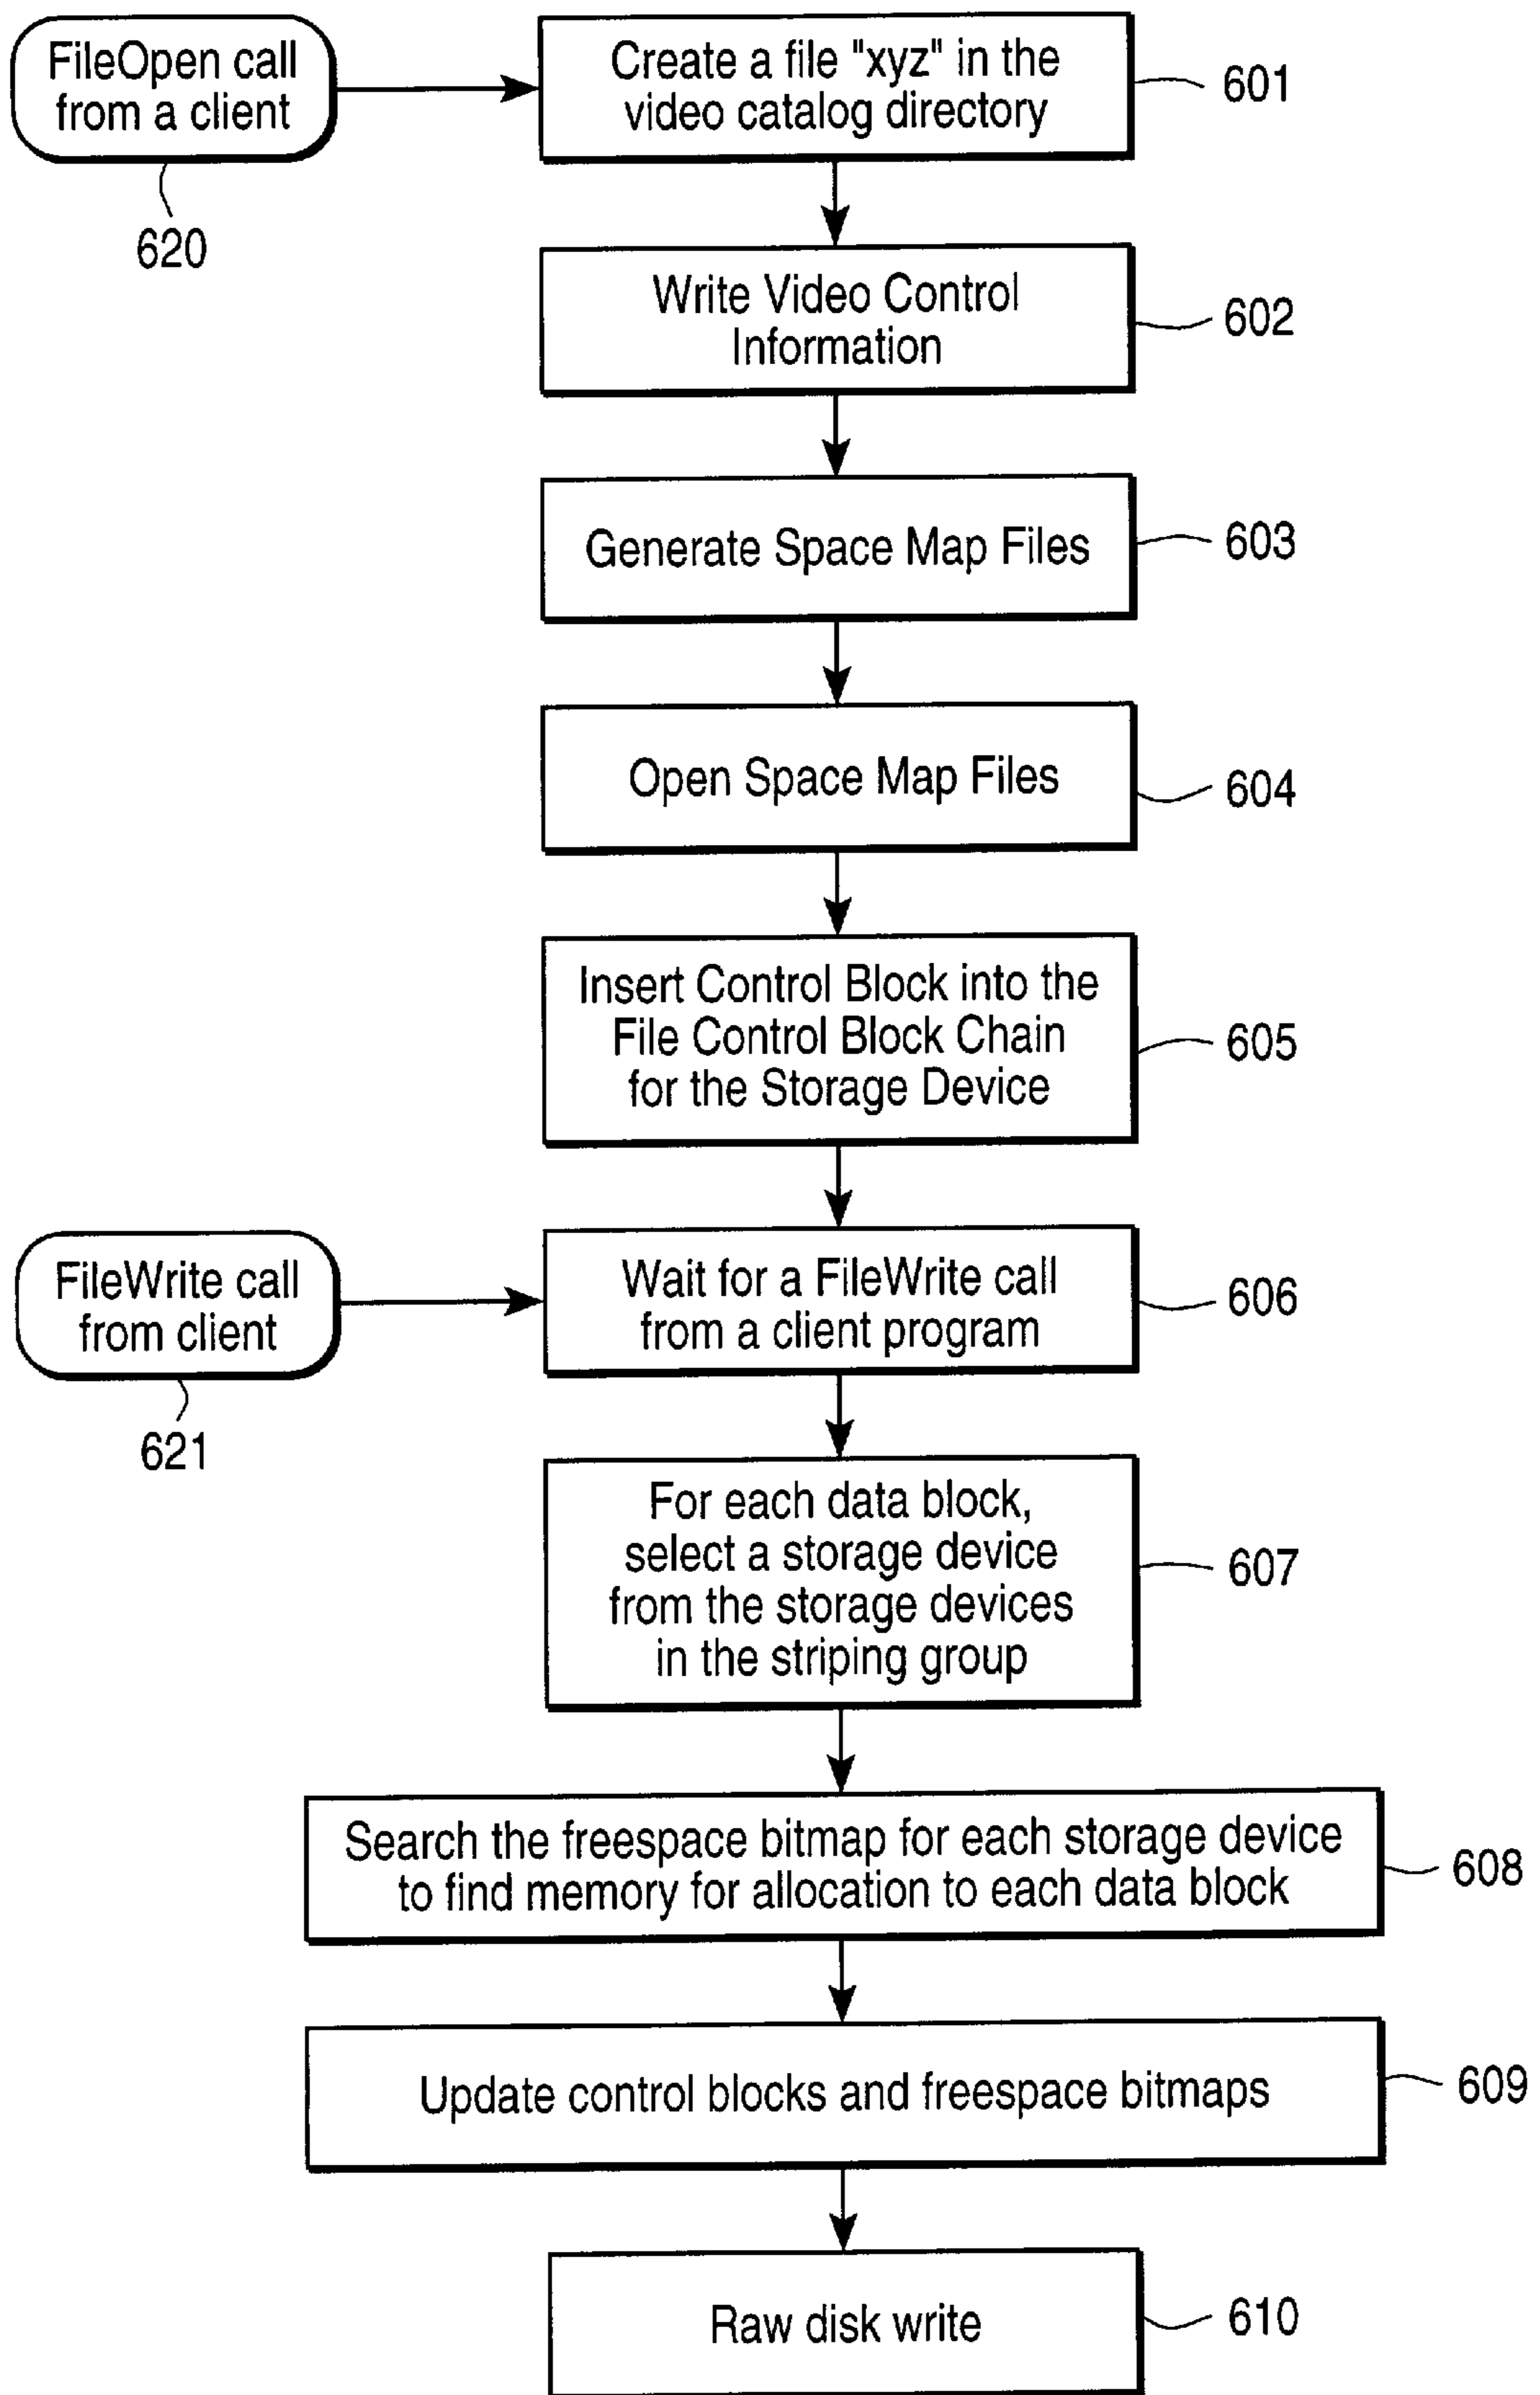 FileOpen call
from a client
620
Create a file "xyz" in the
video catalog directory
601
Write Video Control
Information
602
Generate Space Map Files
603
Open Space Map Files
604
Insert Control Block into the
File Control Block Chain
for the Storage Device
605
FileWrite call
from client
621
Wait for a FileWrite call
from a client program
606
For each data block,
select a storage device
from the storage devices
in the striping group
607
Search the freespace bitmap for each storage device
to find memory for allocation to each data block
608
Update control blocks and freespace bitmaps
609
Raw disk write
610